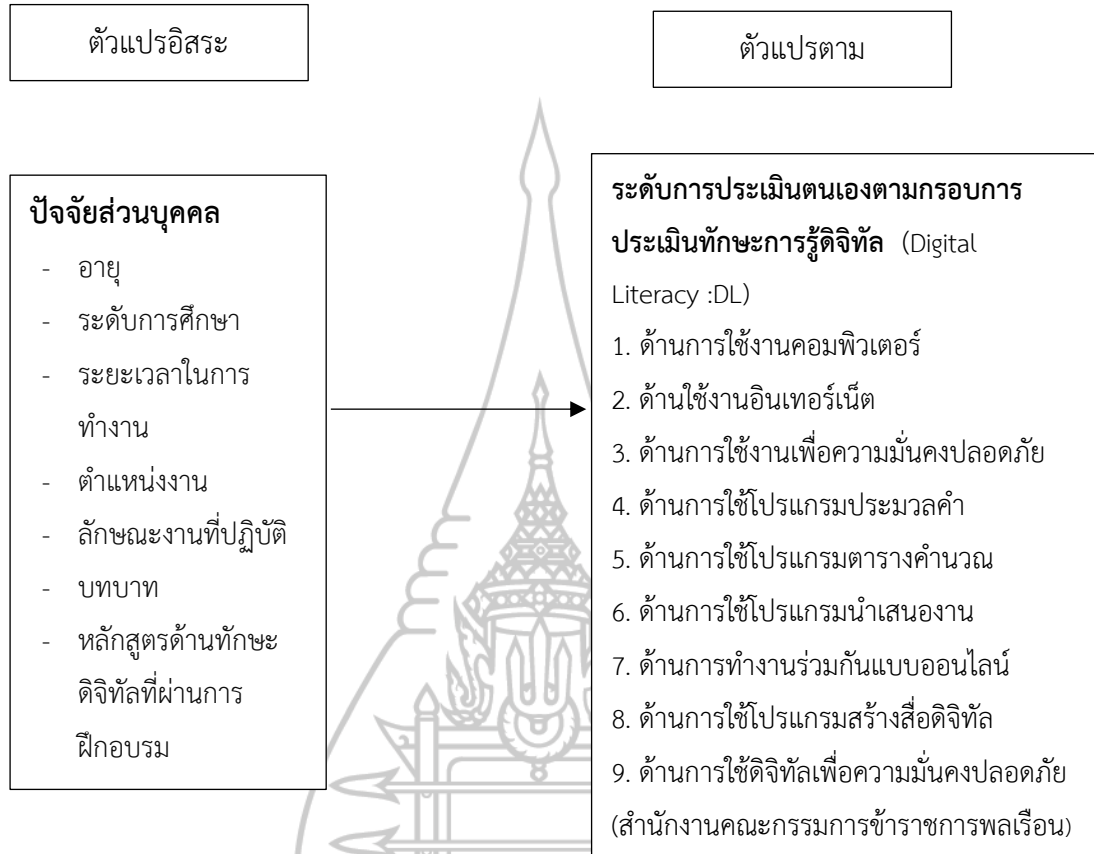 ตัวแปรอิสระ
ตัวแปรตาม
ปัจจัยส่วนบุคคล
- อายุ
- ระดับการศึกษา
- ระยะเวลาในการ
ทำงาน
- ตำแหน่งงาน
- ลักษณะงานที่ปฏิบัติ
- บทบาท
- หลักสูตรด้านทักษะ
ดิจิทัลที่ผ่านการ
ฝึกอบรม
ระดับการประเมินตนเองตามกรอบการ
ประเมินทักษะการรู้ดิจิทัล (Digital
Literacy :DL)
1. ด้านการใช้งานคอมพิวเตอร์
2. ด้านใช้งานอินเทอร์เน็ต
3. ด้านการใช้งานเพื่อความมั่นคงปลอดภัย
4. ด้านการใช้โปรแกรมประมวลคำ
5. ด้านการใช้โปรแกรมตารางคำนวณ
6. ด้านการใช้โปรแกรมนำเสนองาน
7. ด้านการทำงานร่วมกันแบบออนไลน์
8. ด้านการใช้โปรแกรมสร้างสื่อดิจิทัล
9. ด้านการใช้ดิจิทัลเพื่อความมั่นคงปลอดภัย
(สำนักงานคณะกรรมการข้าราชการพลเรือน)